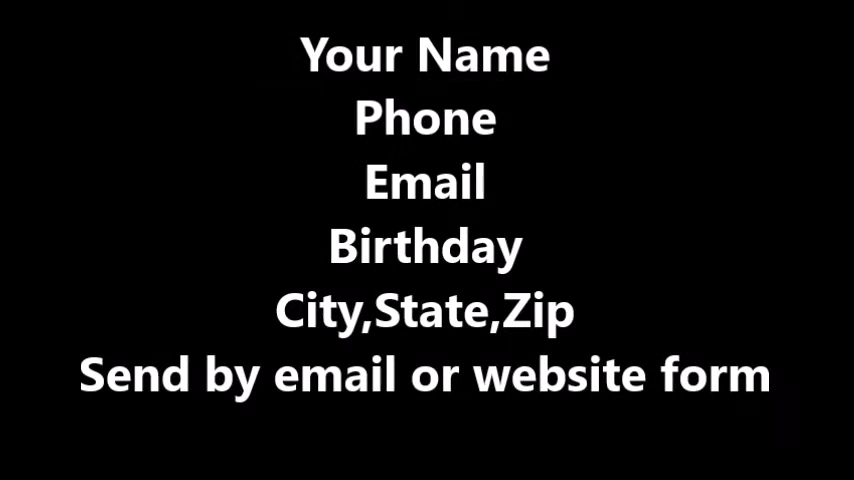 Your Name
Phone
Email
Birthday
City,State,Zip
Send by email or website form